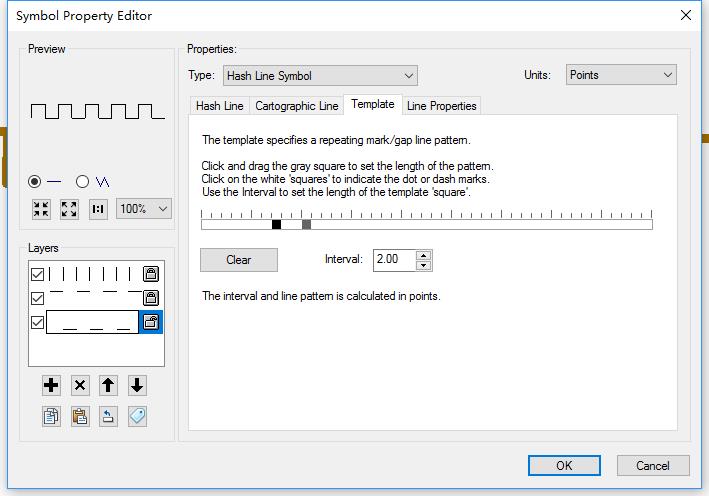 Symbol Property Editor
Preview
100%
Layers
Properties:
Type: Hash Line Symbol Units: Points
Hash Line Cartographic Line Template Line Properties
The template specifies a repeating mark/gap line pattern.
Click and drag the gray square to set the length of the pattern.
Click on the white 'squares' to indicate the dot or dash marks.
Use the Interval to set the length of the template 'square'.
Clear Interval: 2.00
The interval and line pattern is calculated in points.
OK Cancel